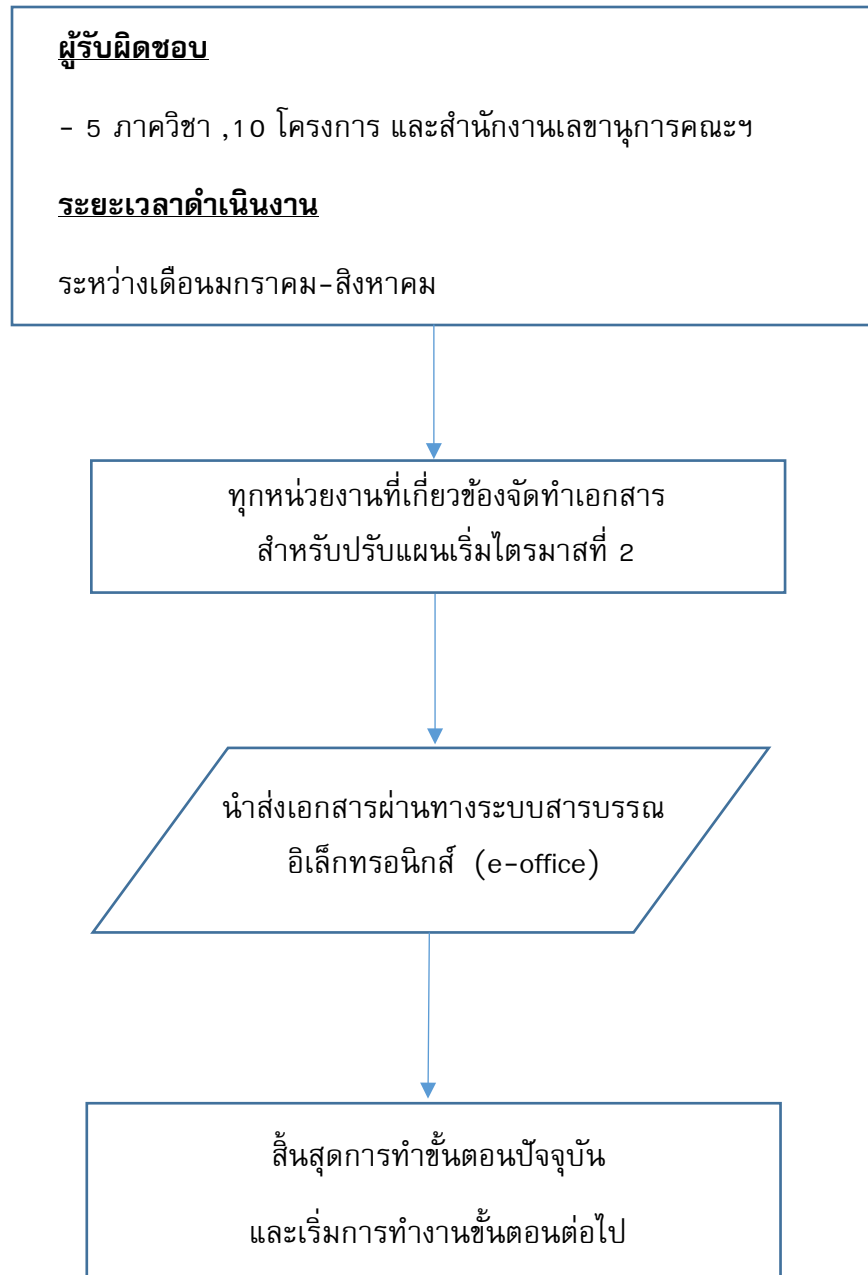 ผู้รับผิดชอบ
- 5 ภาควิชา ,10 โครงการ และสำนักงานเลขานุการคณะฯ
ระยะเวลาดำเนินงาน
ระหว่างเดือนมกราคม-สิงหาคม
ทุกหน่วยงานที่เกี่ยวข้องจัดทำเอกสาร
สำหรับปรับแผนเริ่มไตรมาสที่ 2
นำส่งเอกสารผ่านทางระบบสารบรรณ
อิเล็กทรอนิกส์ (e-office)
สิ้นสุดการทำขั้นตอนปัจจุบัน
และเริ่มการทำงานขั้นตอนต่อไป